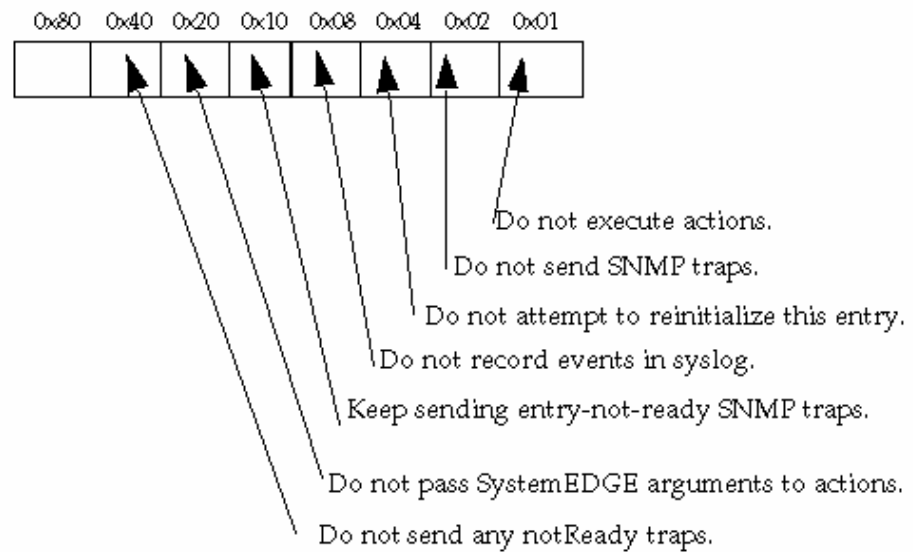 0x80 0x40 0x20 0x10 0x08 0x04 0x02 0x01
Do not execute actions.
Do not send SNMP traps.
Do not attempt to reinitialize this entry.
Do not record events in syslog.
Keep sending entry-not-ready SNMP traps.
Do not pass SystemEDGE arguments to actions.
Do not send any notReady traps.